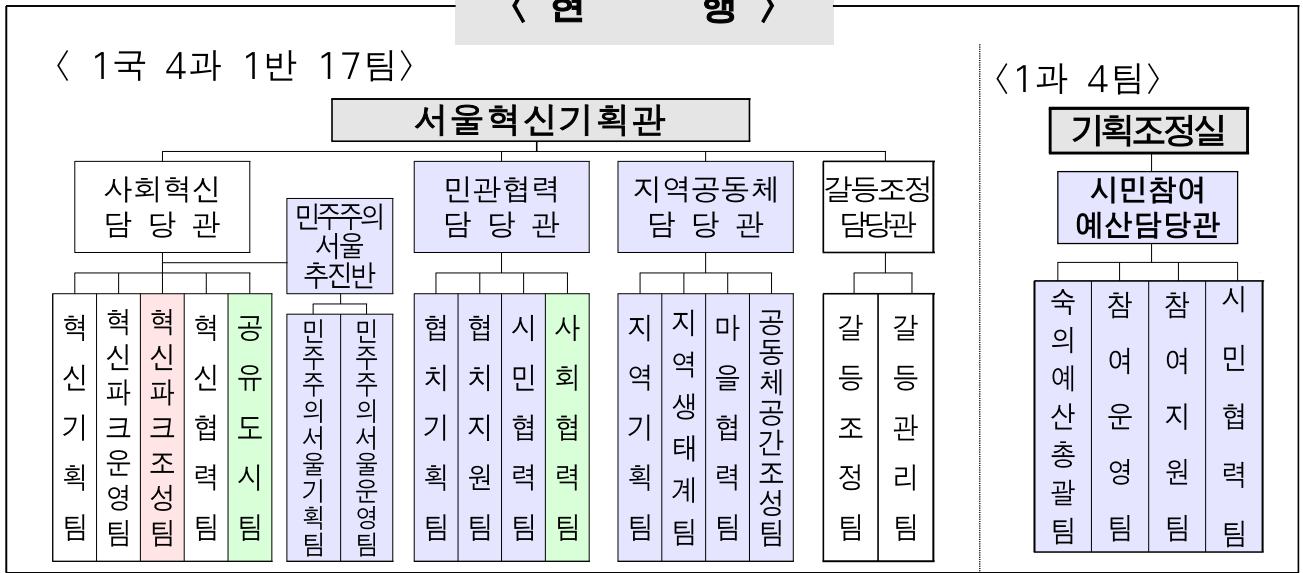 〈 현 행 〉
〈 1국 4과 1반 17팀〉
서울혁신기획관
사회혁신
담 당 관
민주주의
서울
추진반
민관협력
담 당 관
지역공동체
담 당 관
갈등조정
담당관
혁신기획팀
혁신파크운영팀
혁신파크조성팀
혁신협력팀
공유도시팀
민주주의서울기획팀
민주주의서울운영팀
협치기획팀
협치지원팀
시민협력팀
사회협력팀
지역기획팀
지역생태계팀
마을협력팀
공동체공간조성팀
갈등조정팀
갈등관리팀
〈1과 4팀〉
기획조정실
시민참여
예산담당관
숙의예산총괄팀
참여운영팀
참여지원팀
시민협력팀